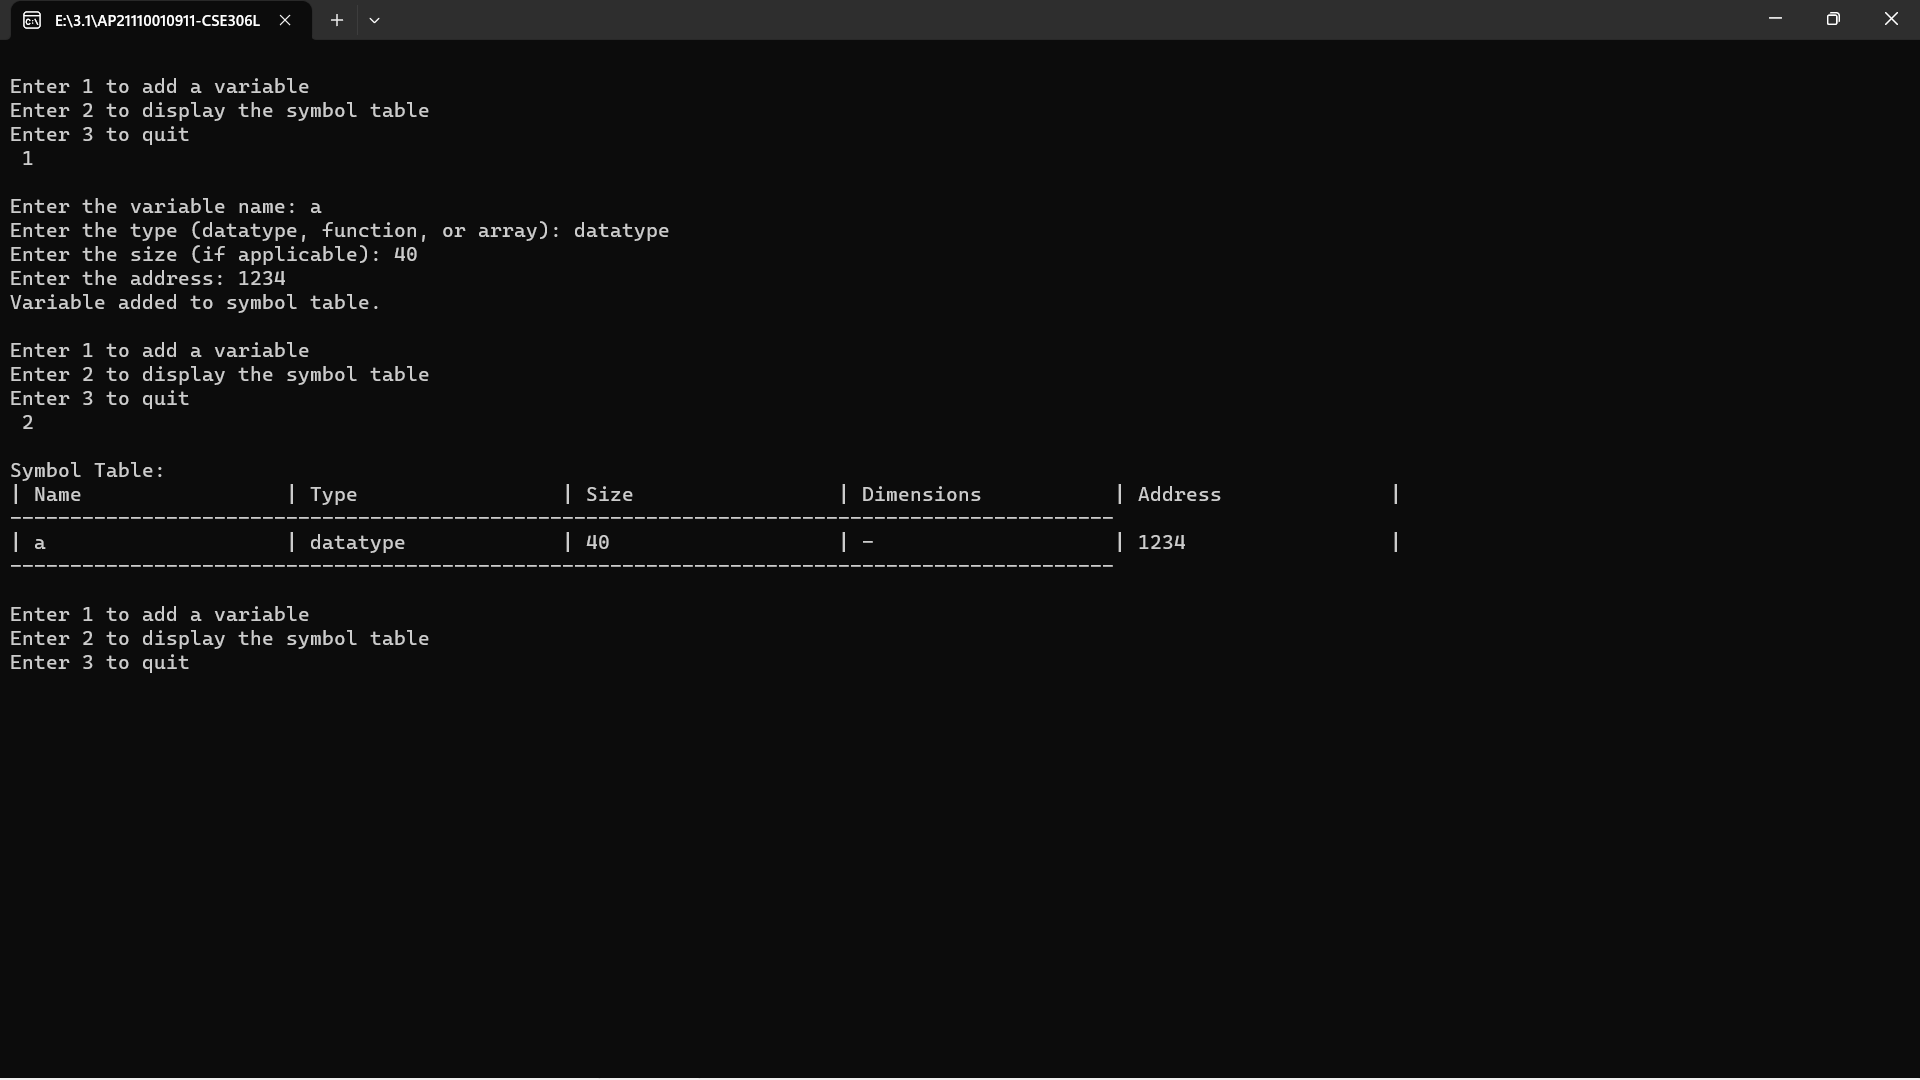 E:\3.1\AP21110010911-CSE306L
Enter 1 to add a variable
Enter 2 to display the symbol table
Enter 3 to quit
1
Enter the variable name: a
Enter the type (datatype, function, or array): datatype
Enter the size (if applicable): 40
Enter the address: 1234
Variable added to symbol table.
Enter 1 to add a variable
Enter 2 to display the symbol table
Enter 3 to quit
2
Symbol Table:
| Name                 | Type                 | Size                 | Dimensions           | Address              |
--------------------------------------------------------------------------------------------
| a                    | datatype             | 40                   | -                    | 1234                 |
--------------------------------------------------------------------------------------------
Enter 1 to add a variable
Enter 2 to display the symbol table
Enter 3 to quit